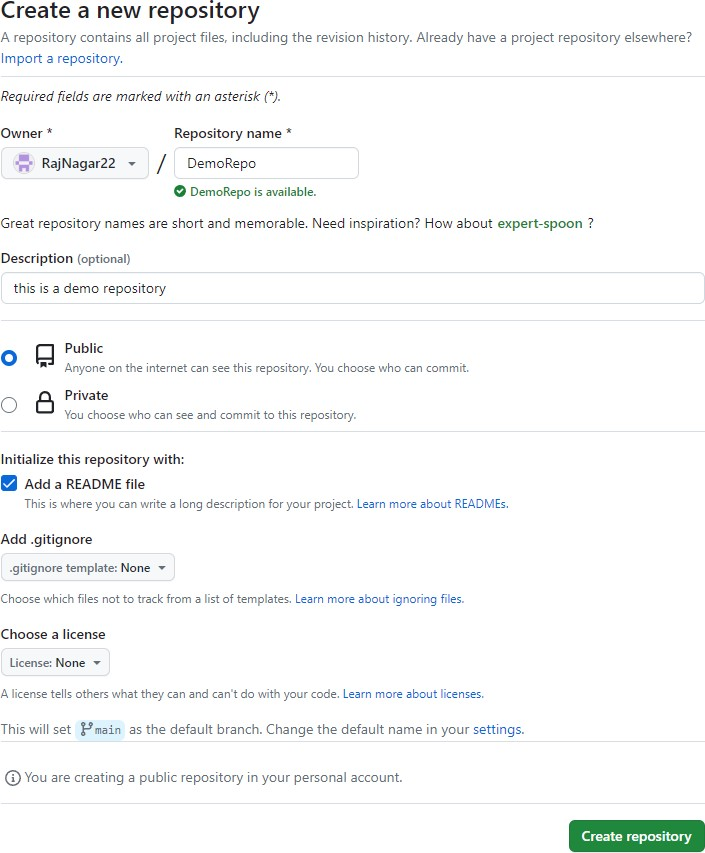 Create a new repository
A repository contains all project files, including the revision history. Already have a project repository elsewhere?
Import a repository.
Required fields are marked with an asterisk (*).
Owner * Repository name *
RajNagar22 / DemoRepo
DemoRepo is available.
Great repository names are short and memorable. Need inspiration? How about expert-spoon ?
Description (optional)
this is a demo repository
Public
Anyone on the internet can see this repository. You choose who can commit.
Private
You choose who can see and commit to this repository.
Initialize this repository with:
Add a README file
This is where you can write a long description for your project. Learn more about READMEs.
Add .gitignore
.gitignore template: None
Choose which files not to track from a list of templates. Learn more about ignoring files.
Choose a license
License: None
A license tells others what they can and can't do with your code. Learn more about licenses.
This will set main as the default branch. Change the default name in your settings.
You are creating a public repository in your personal account.
Create repository